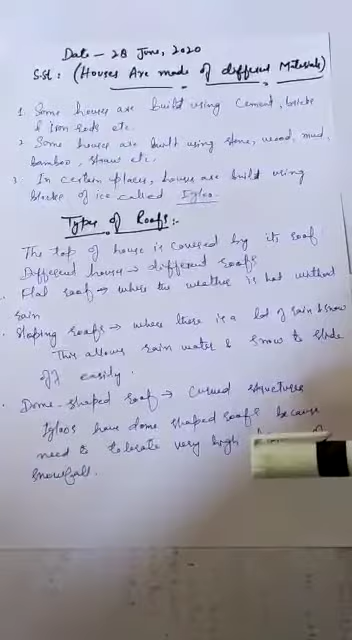 Date - 28 June, 2020
S.St : (Houses Are made of different Materials)
1. Some houses are built using cement, bricks
& iron rods etc.
2. Some houses are built using stone, wood, mud,
bamboo, straw etc.
3. In certain places, houses are build using
blocks of ice called Igloo.
Types of Roofs :-
The top of house is covered by its roof.
Different houses → different roofs
Flat roof → where the weather is hot without
rain
Sloping roofs → where there is a lot of rain & snow
This allows rain water & snow to slide
off easily.
Dome-shaped roof → curved structures
Igloos have dome shaped roofs because
need to tolerate very high
snowfall.